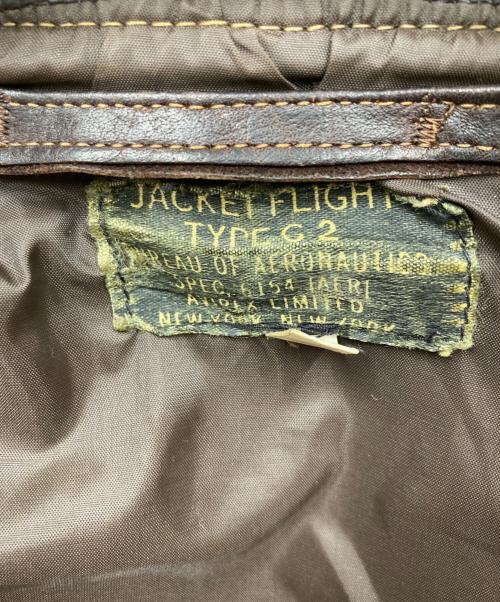 JACKET FLIGHT
TYPE G 2
BUREAU OF AERONAUTICS
SPEC. 6154 (AER)
AVIREX LIMITED
NEW YORK, NEW YORK